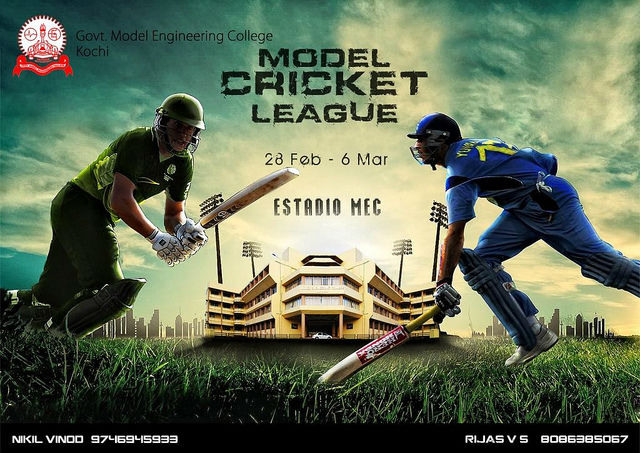 Govt. Model Engineering College
Kochi
MODEL
CRICKET
LEAGUE
28 Feb - 6 Mar
ESTADIO MEC
NIKIL VINOD 9746945933
RIJAS V S 8086385067